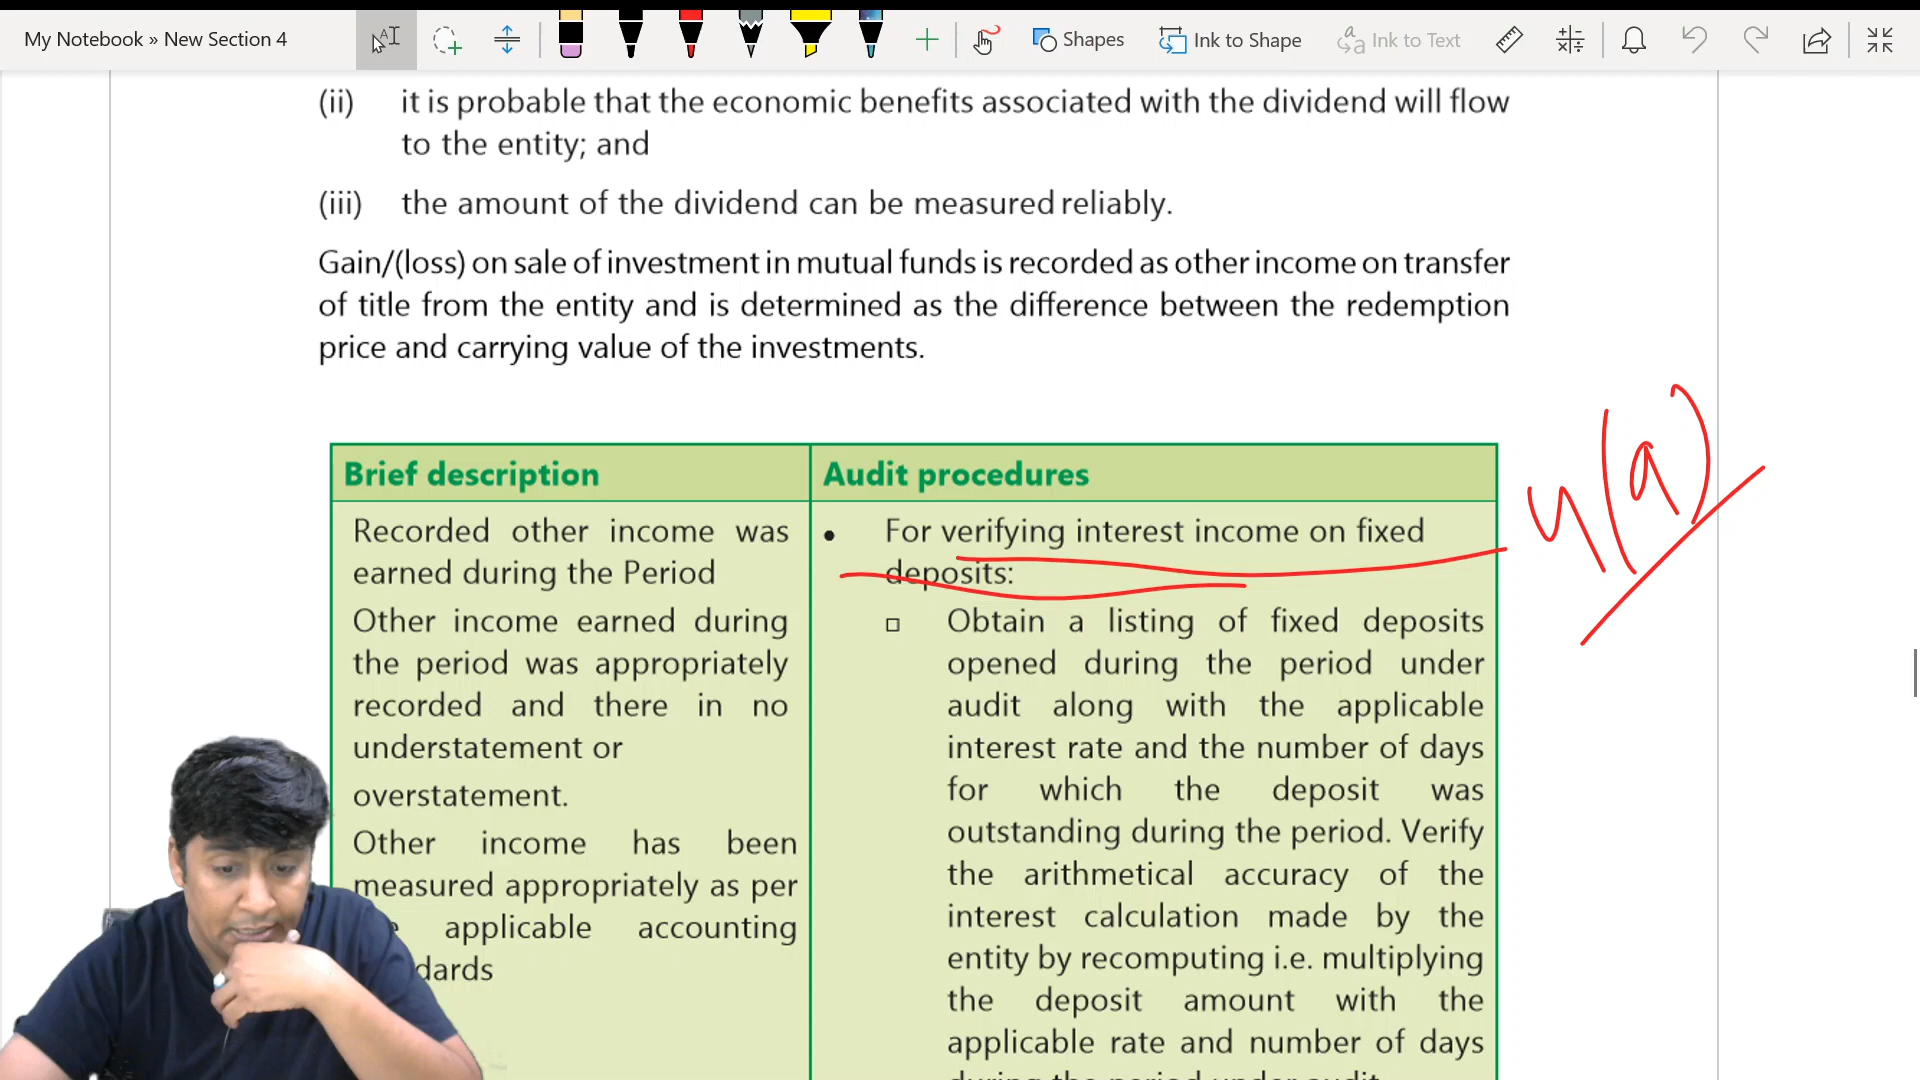 My Notebook » New Section 4
Shapes
Ink to Shape
Ink to Text
(ii) it is probable that the economic benefits associated with the dividend will flow
to the entity; and
(iii) the amount of the dividend can be measured reliably.
Gain/(loss) on sale of investment in mutual funds is recorded as other income on transfer
of title from the entity and is determined as the difference between the redemption
price and carrying value of the investments.
4(a)
Brief description
Recorded other income was
earned during the Period
Other income earned during
the period was appropriately
recorded and there in no
understatement or
overstatement.
Other income has been
measured appropriately as per
applicable accounting
dards
Audit procedures
• For verifying interest income on fixed
deposits:
Obtain a listing of fixed deposits
opened during the period under
audit along with the applicable
interest rate and the number of days
for which the deposit was
outstanding during the period. Verify
the arithmetical accuracy of the
interest calculation made by the
entity by recomputing i.e. multiplying
the deposit amount with the
applicable rate and number of days
during the period under audit